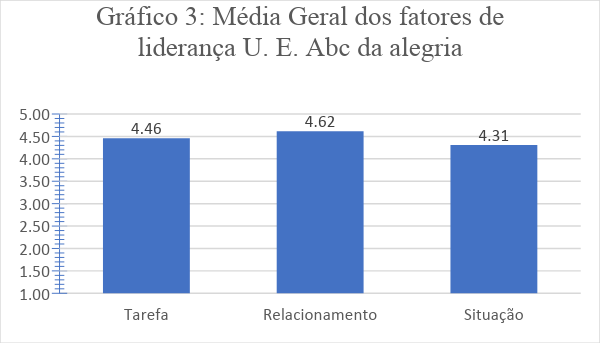 Gráfico 3: Média Geral dos fatores de
liderança U. E. Abc da alegria
5.00
4.50
4.00
3.50
3.00
2.50
2.00
1.50
1.00
4.46
4.62
4.31
Tarefa
Relacionamento
Situação